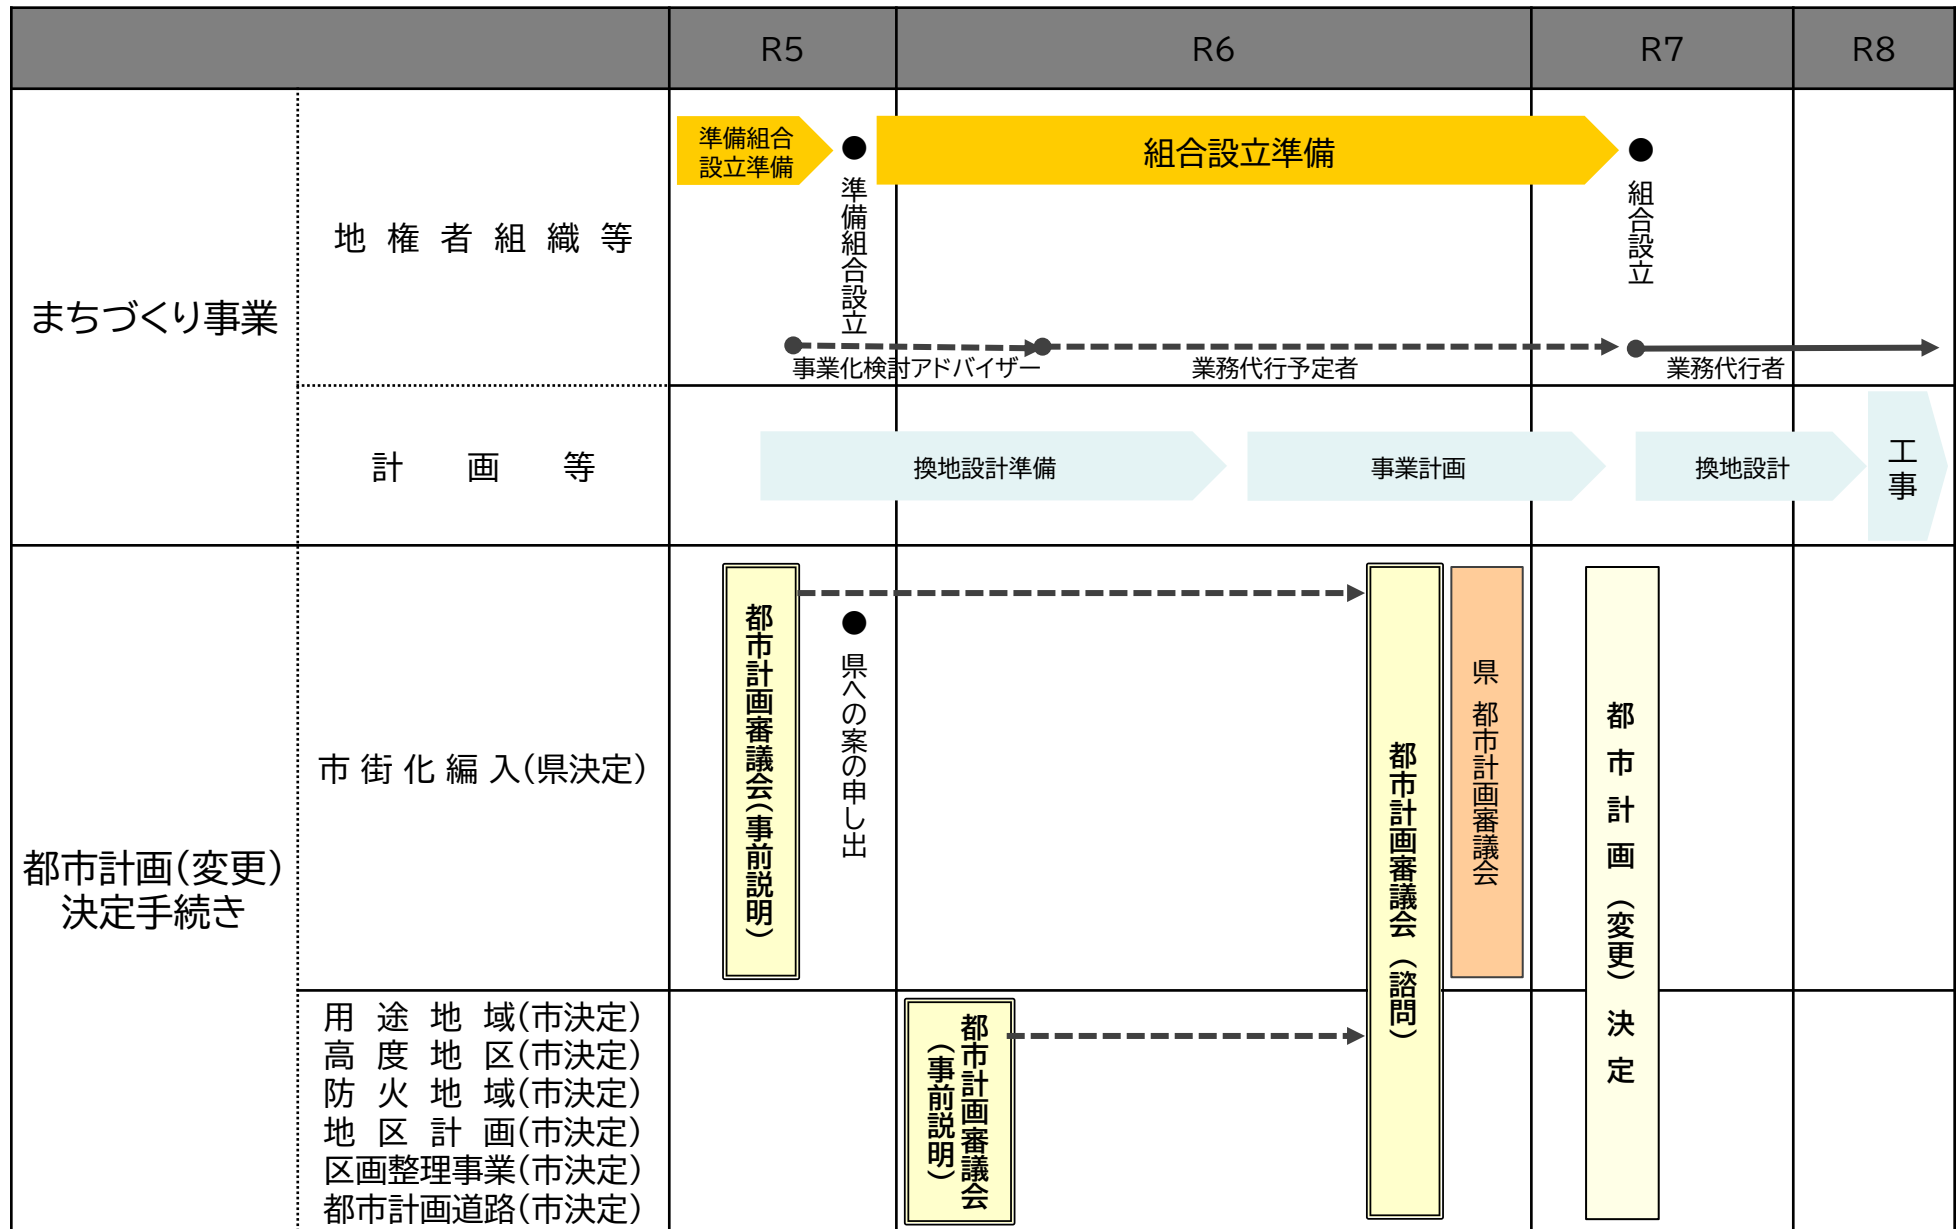 R5
R6
R7
R8
まちづくり事業
地権者組織等
準備組合
設立準備
準備組合設立
組合設立準備
組合設立
事業化検討アドバイザー
業務代行予定者
業務代行者
計画等
換地設計準備
事業計画
換地設計
工事
都市計画(変更)
決定手続き
市街化編入(県決定)
都市計画審議会(事前説明)
県への案の申し出
都市計画審議会(諮問)
県 都市計画審議会
都市計画(変更)決定
用途地域(市決定)
高度地区(市決定)
防火地域(市決定)
地区計画(市決定)
区画整理事業(市決定)
都市計画道路(市決定)
都市計画審議会
(事前説明)